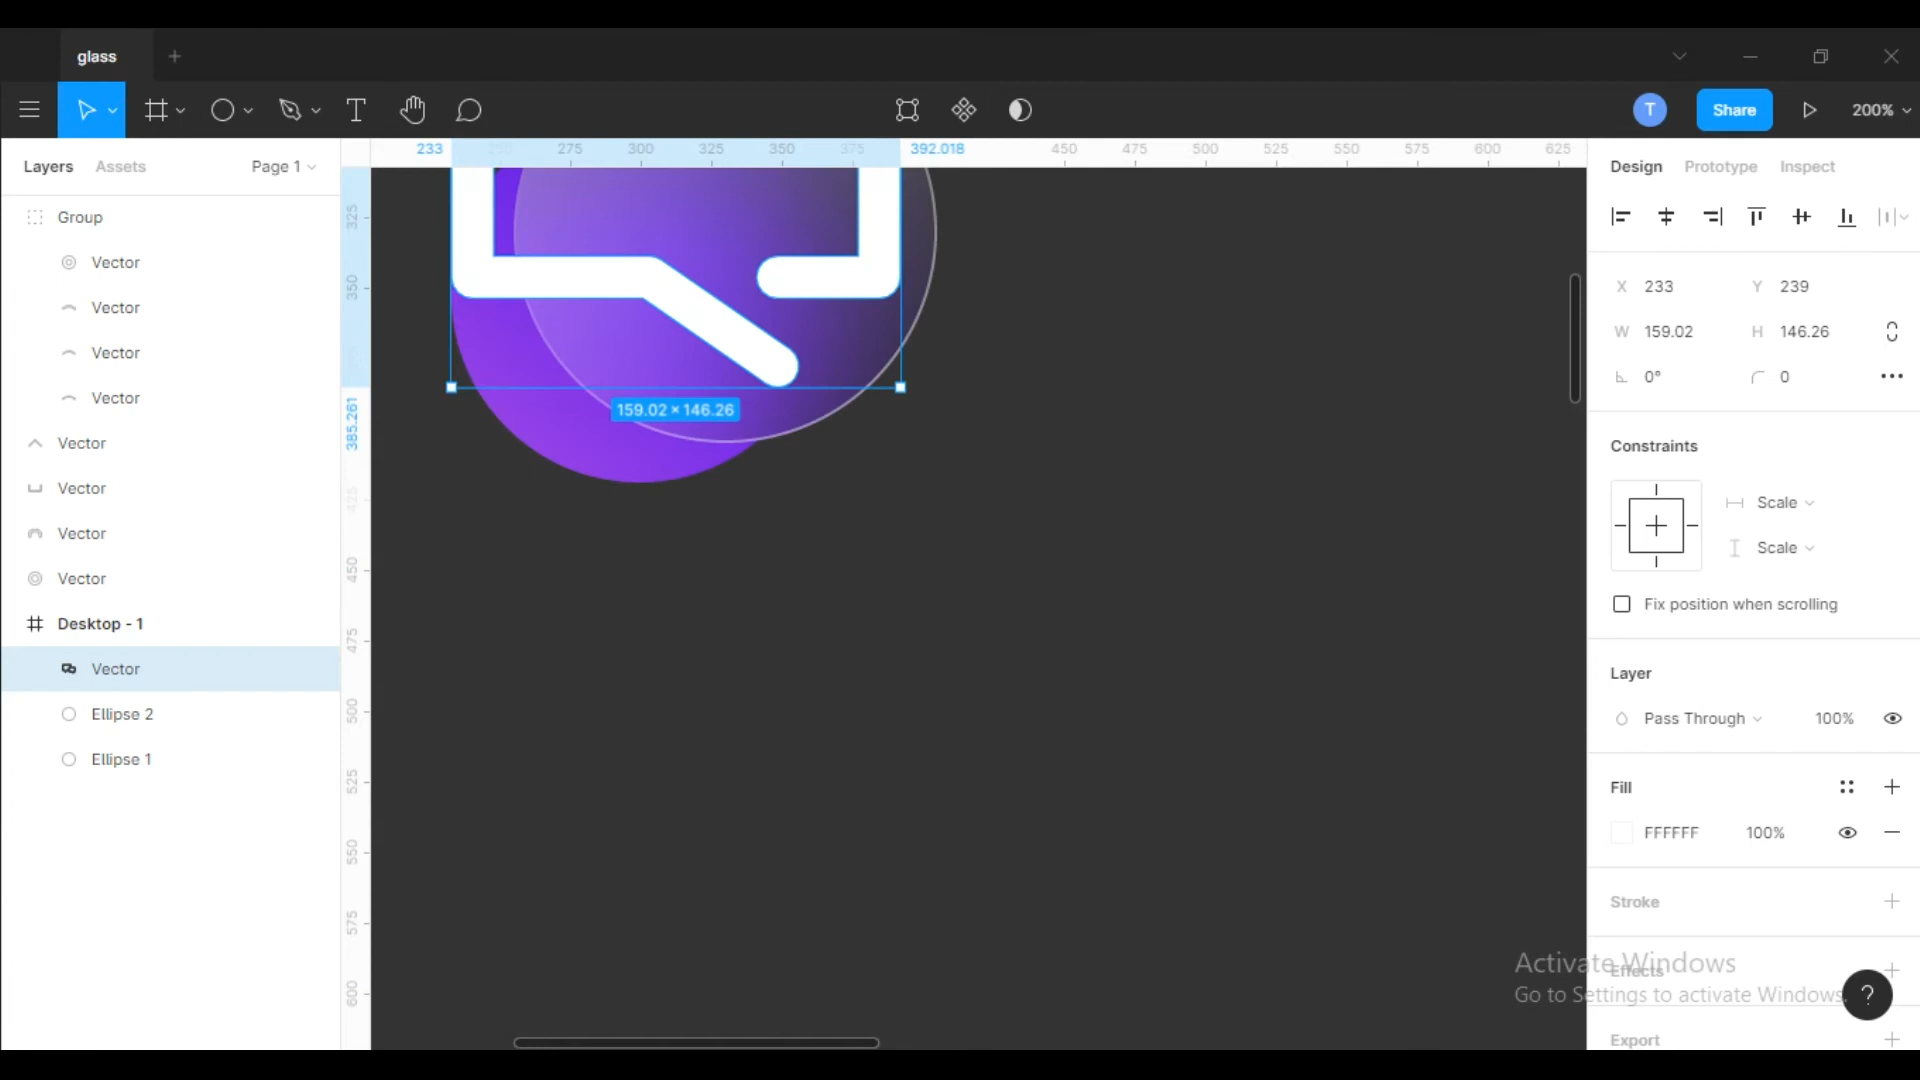 glass
Share
200%
Layers
Assets
Page 1
233
275
300
325
350
375
392.018
450
475
500
525
550
575
600
625
Design
Prototype
Inspect
Group
Vector
Vector
Vector
Vector
Vector
Vector
Vector
Vector
Desktop - 1
Vector
Ellipse 2
Ellipse 1
325
350
385.261
425
450
475
500
525
550
575
600
159.02 × 146.26
X 233
Y 239
W 159.02
H 146.26
0°
0
Constraints
Scale
Scale
Fix position when scrolling
Layer
Pass Through
100%
Fill
FFFFFF
100%
Stroke
Effects
Export
Activate Windows
Go to Settings to activate Windows.
T
?